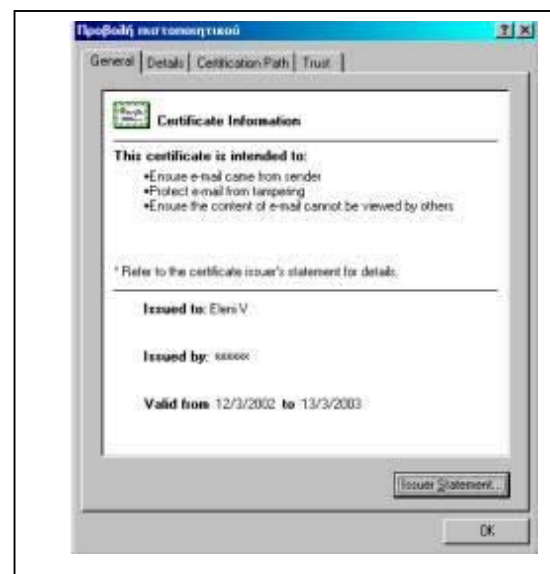 Προβολή πιστοποιητικού
General Details Certification Path Trust
Certificate Information
This certificate is intended to:
•Ensure e-mail came from sender
•Protect e-mail from tampering
•Ensure the content of e-mail cannot be viewed by others
* Refer to the certificate issuer's statement for details.
Issued to: Eleni V
Issued by: xxxxxx
Valid from 12/3/2002 to 13/3/2003
Issuer Statement...
OK